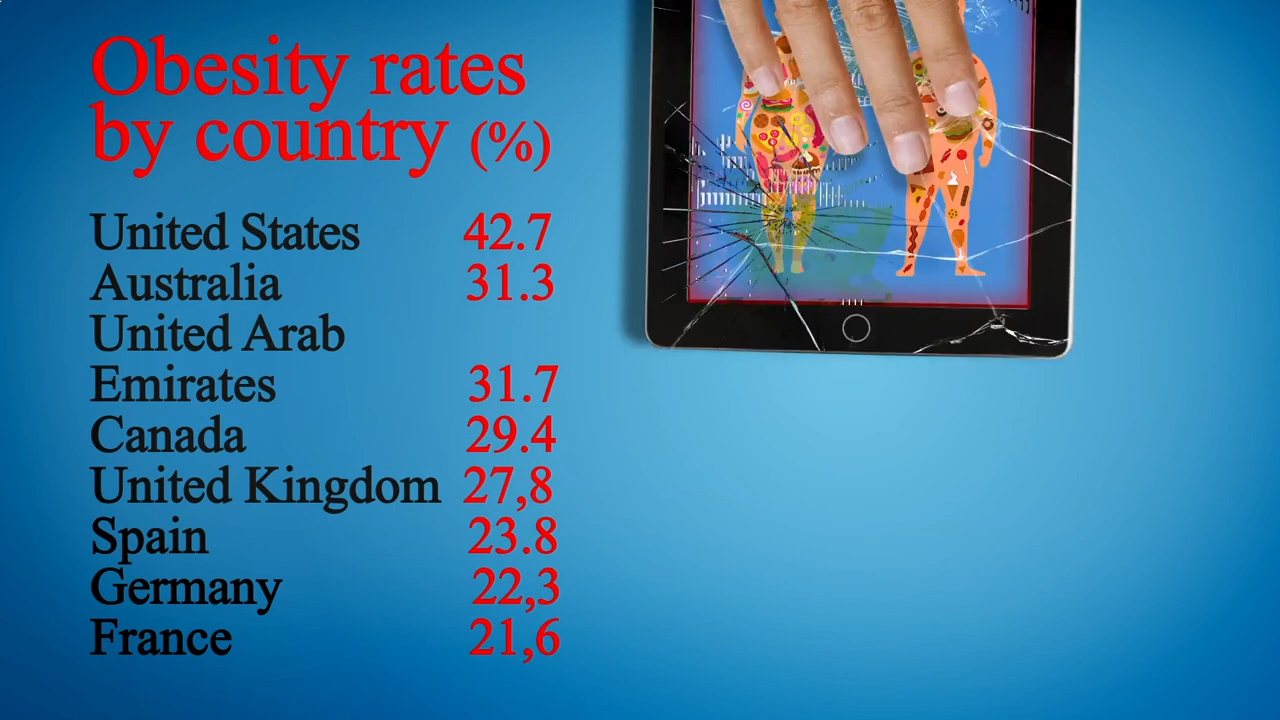 Obesity rates
by country (%)
United States 42.7
Australia 31.3
United Arab
Emirates 31.7
Canada 29.4
United Kingdom 27,8
Spain 23.8
Germany 22,3
France 21,6